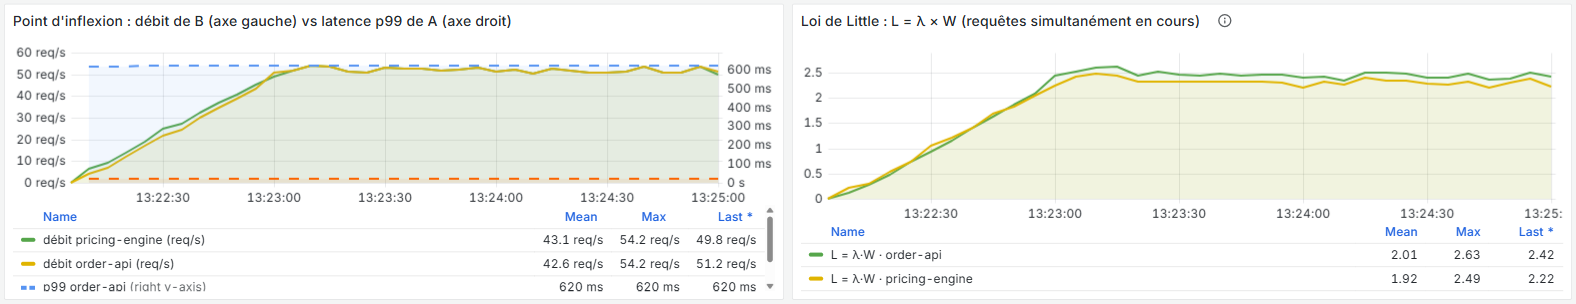 Point d'inflexion : débit de B (axe gauche) vs latence p99 de A (axe droit)
60 req/s
50 req/s
40 req/s
30 req/s
20 req/s
10 req/s
0 req/s
600 ms
500 ms
400 ms
300 ms
200 ms
100 ms
0 s
13:22:30 13:23:00 13:23:30 13:24:00 13:24:30 13:25:00
Name Mean Max Last *
débit pricing-engine (req/s) 43.1 req/s 54.2 req/s 49.8 req/s
débit order-api (req/s) 42.6 req/s 54.2 req/s 51.2 req/s
p99 order-api (right y-axis) 620 ms 620 ms 620 ms
Loi de Little : L = λ × W (requêtes simultanément en cours)
2.5
2
1.5
1
0.5
0
13:22:30 13:23:00 13:23:30 13:24:00 13:24:30 13:25:
Name Mean Max Last *
L = λ·W · order-api 2.01 2.63 2.42
L = λ·W · pricing-engine 1.92 2.49 2.22